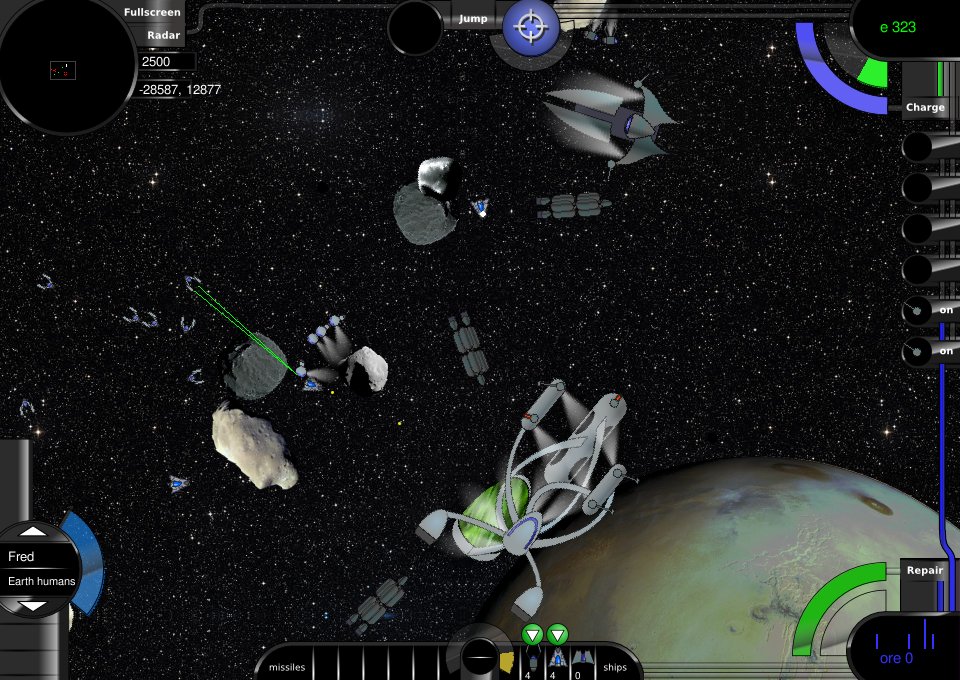 Fullscreen
Radar
2500
-28587, 12877
Jump
e 323
Charge
on
on
Fred
Earth humans
Repair
ore 0
missiles
4
4
0
ships